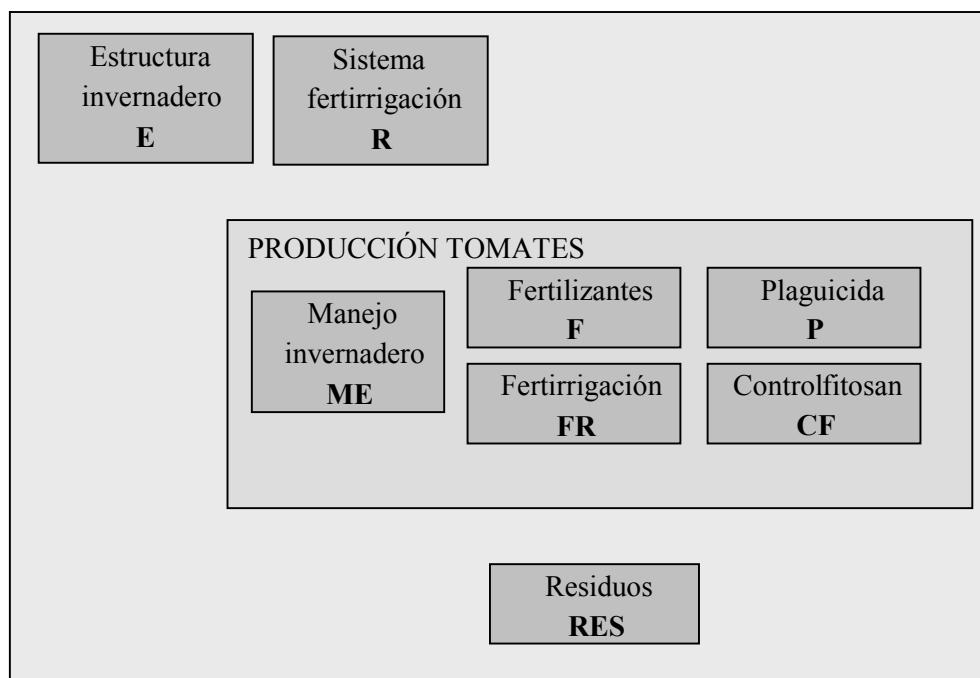 Estructura
invernadero
E
Sistema
fertirrigación
R
PRODUCCIÓN TOMATES
Manejo
invernadero
ME
Fertilizantes
F
Plaguicida
P
Fertirrigación
FR
Controlfitosan
CF
Residuos
RES